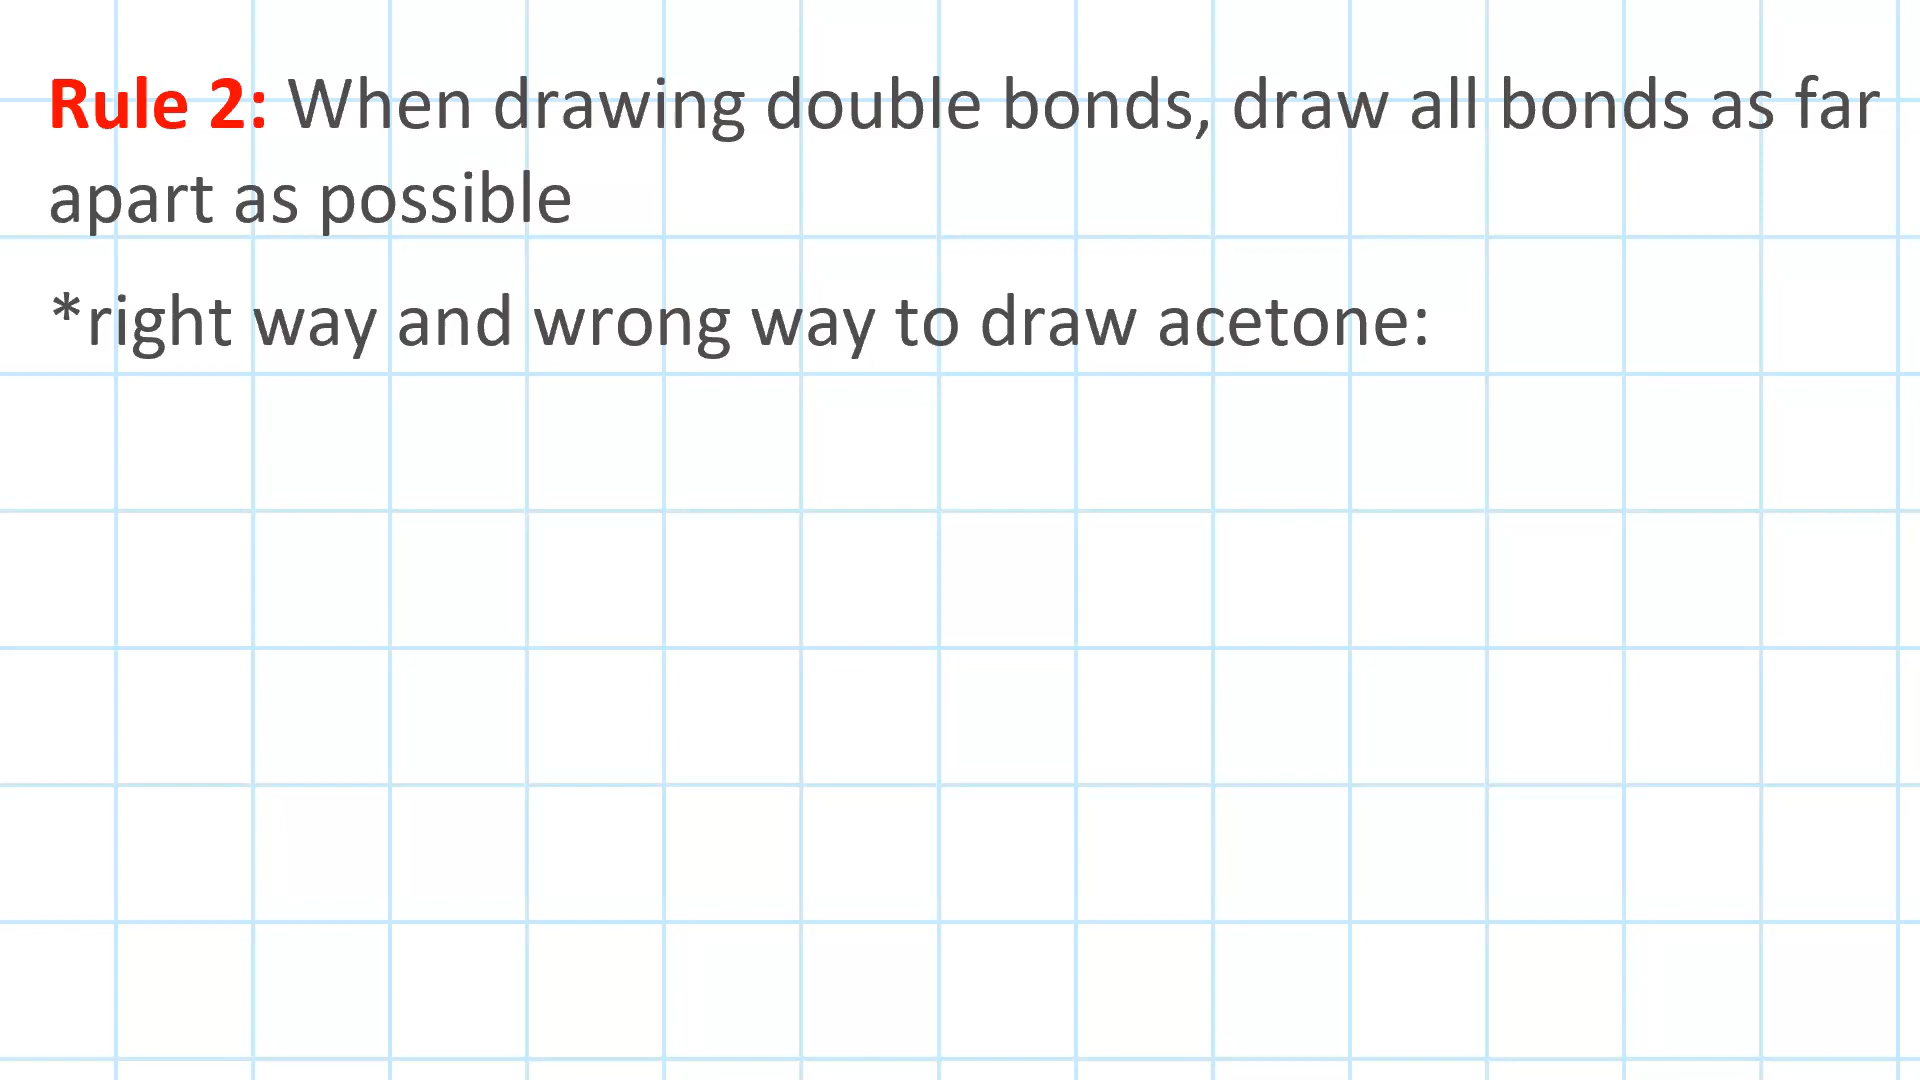 Rule 2: When drawing double bonds, draw all bonds as far
apart as possible
*right way and wrong way to draw acetone: